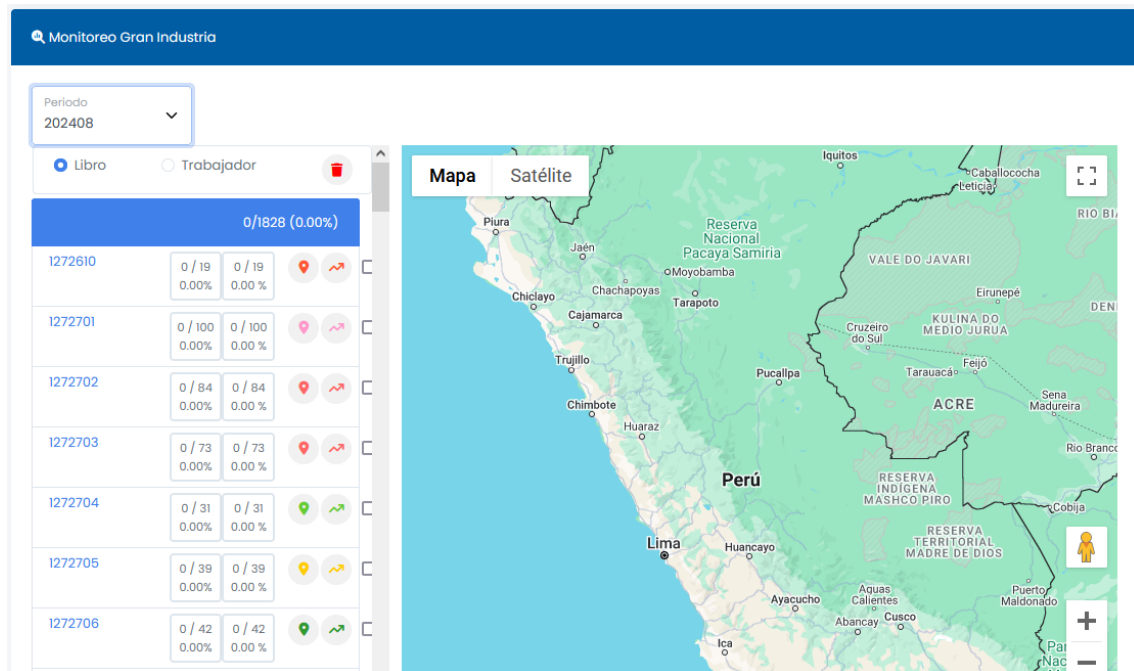 Monitoreo Gran Industria
Periodo
202408
Libro
Trabajador
0/1828 (0.00%)
1272610
0 / 19
0.00%
0 / 19
0.00 %
1272701
0 / 100
0.00%
0 / 100
0.00 %
1272702
0 / 84
0.00%
0 / 84
0.00 %
1272703
0 / 73
0.00%
0 / 73
0.00 %
1272704
0 / 31
0.00%
0 / 31
0.00 %
1272705
0 / 39
0.00%
0 / 39
0.00 %
1272706
0 / 42
0.00%
0 / 42
0.00 %
Mapa
Satélite
Iquitos
Caballococha
Leticia
RIO BI
Piura
Reserva
Nacional
Pacaya Samiria
Jaén
VALE DO JAVARI
Moyobamba
Chachapoyas
Tarapoto
Eirunepé
Chiclayo
DEN
Cajamarca
KULINA DO
MEDIO JURUA
Cruzeiro
do Sul
Trujillo
Feijó
Tarauacá
Pucallpa
Sena
Madureira
Chimbote
ACRE
Huaraz
Rio Branco
Perú
RESERVA
INDÍGENA
MASHCO PIRO
Cobija
RESERVA
TERRITORIAL
MADRE DE DIOS
Lima
Huancayo
Puerto
Maldonado
Aguas
Calientes
Ayacucho
Cusco
Abancay
Ica
Par
Nac